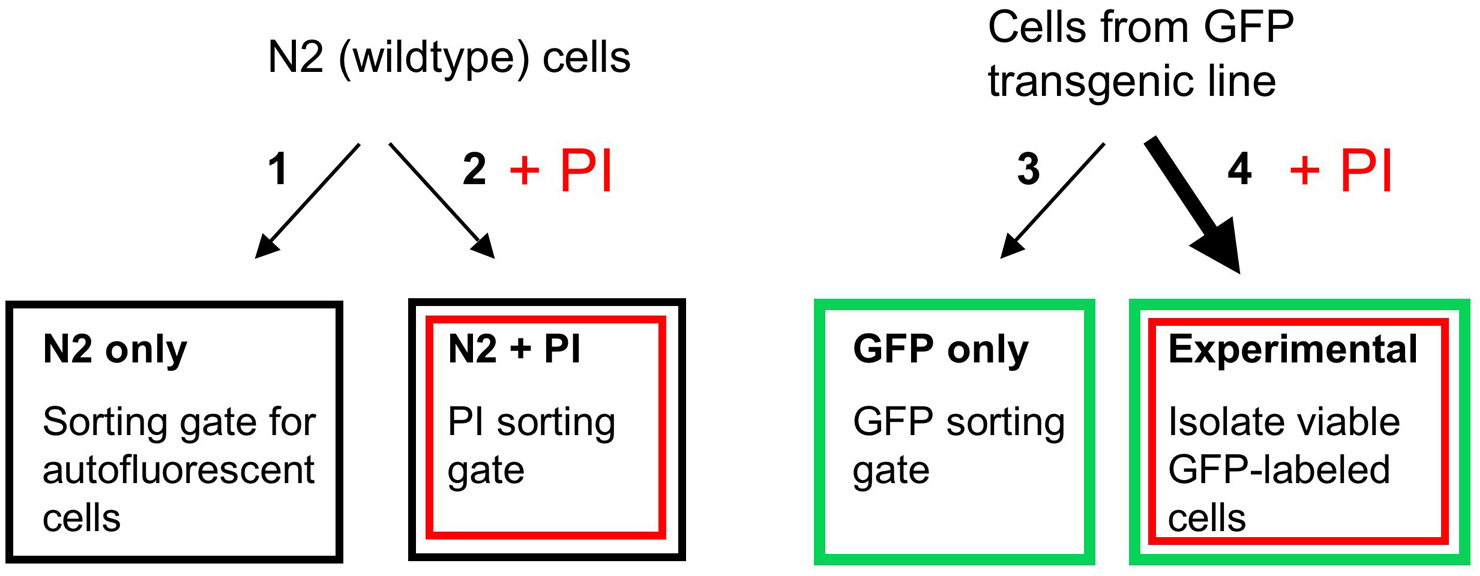 N2 (wildtype) cells
Cells from GFP
transgenic line
1
2 + PI
3
4 + PI
N2 only
Sorting gate for
autofluorescent
cells
N2 + PI
PI sorting
gate
GFP only
GFP sorting
gate
Experimental
Isolate viable
GFP-labeled
cells